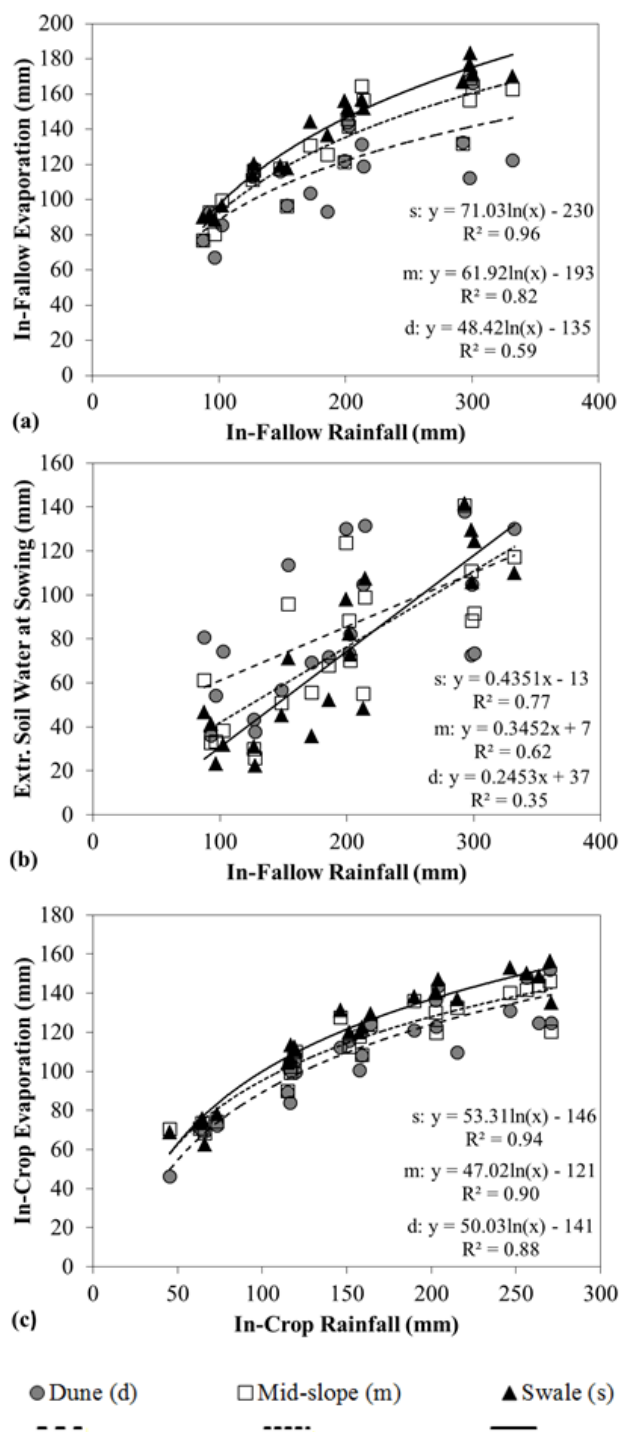 200
180
160
140
120
100
80
60
40
20
0
In-Fallow Evaporation (mm)
s: y = 71.03ln(x) - 230
R² = 0.96
m: y = 61.92ln(x) - 193
R² = 0.82
d: y = 48.42ln(x) - 135
R² = 0.59
0 100 200 300 400
(a)
In-Fallow Rainfall (mm)
160
140
120
100
80
60
40
20
0
Extr. Soil Water at Sowing (mm)
s: y = 0.4351x - 13
R² = 0.77
m: y = 0.3452x + 7
R² = 0.62
d: y = 0.2453x + 37
R² = 0.35
0 100 200 300 400
(b)
In-Fallow Rainfall (mm)
180
160
140
120
100
80
60
40
20
0
In-Crop Evaporation (mm)
s: y = 53.31ln(x) - 146
R² = 0.94
m: y = 47.02ln(x) - 121
R² = 0.90
d: y = 50.03ln(x) - 141
R² = 0.88
0 50 100 150 200 250 300
(c)
In-Crop Rainfall (mm)
Dune (d) Mid-slope (m) Swale (s)